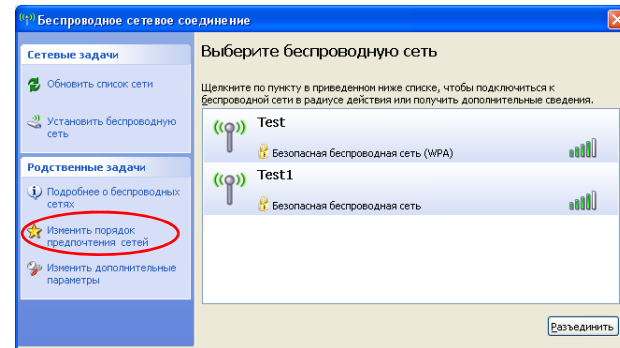 Беспроводное сетевое соединение
Сетевые задачи
Обновить список сети
Установить беспроводную
сеть
Родственные задачи
Подробнее о беспроводных
сетях
Изменить порядок
предпочтения сетей
Изменить дополнительные
параметры
Выберите беспроводную сеть
Щелкните по пункту в приведенном ниже списке, чтобы подключиться к
беспроводной сети в радиусе действия или получить дополнительные сведения.
Test
Безопасная беспроводная сеть (WPA)
Test1
Безопасная беспроводная сеть
Разъединить